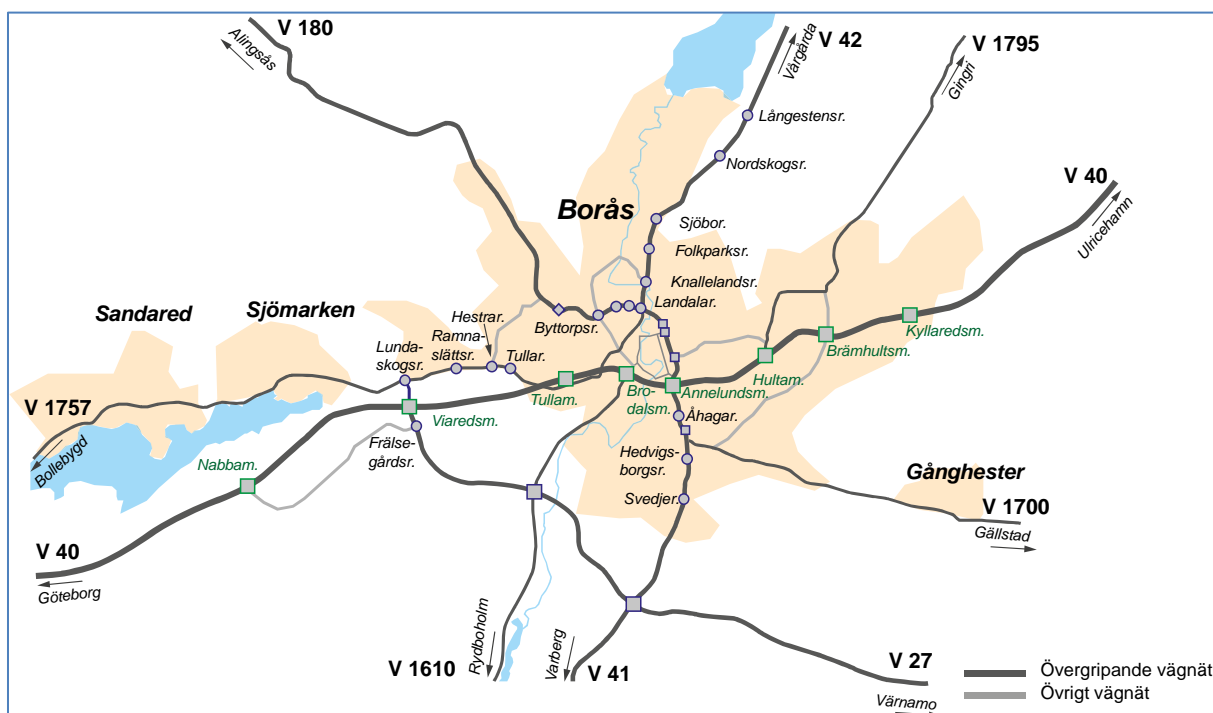 V 180
Alingsås
V 42
Vårgårda
V 1795
Gingri
Långestensr.
Nordskogsr.
V 40
Ulricehamn
Borås
Sjöbor.
Folkparksr.
Knallelandsr.
Landalar.
Sandared
Sjömarken
Hestrar.
Byttorpsr.
Ramna-
slättsr.
Kyllaredsm.
Lunda-
skogsr.
Tullar.
Brämhultsm.
Hultam.
Tullam.
Bro-
dalsm.
Annelundsm.
V 1757
Bollebygd
Viaredsm.
Åhagar.
Frälse-
gårdsr.
Hedvigs-
borgsr.
Nabbam.
Gånghester
Svedjer.
V 1700
Gällstad
V 40
Göteborg
Rydboholm
Varberg
V 1610
V 41
V 27
Värnamo
Övergripande vägnät
Övrigt vägnät